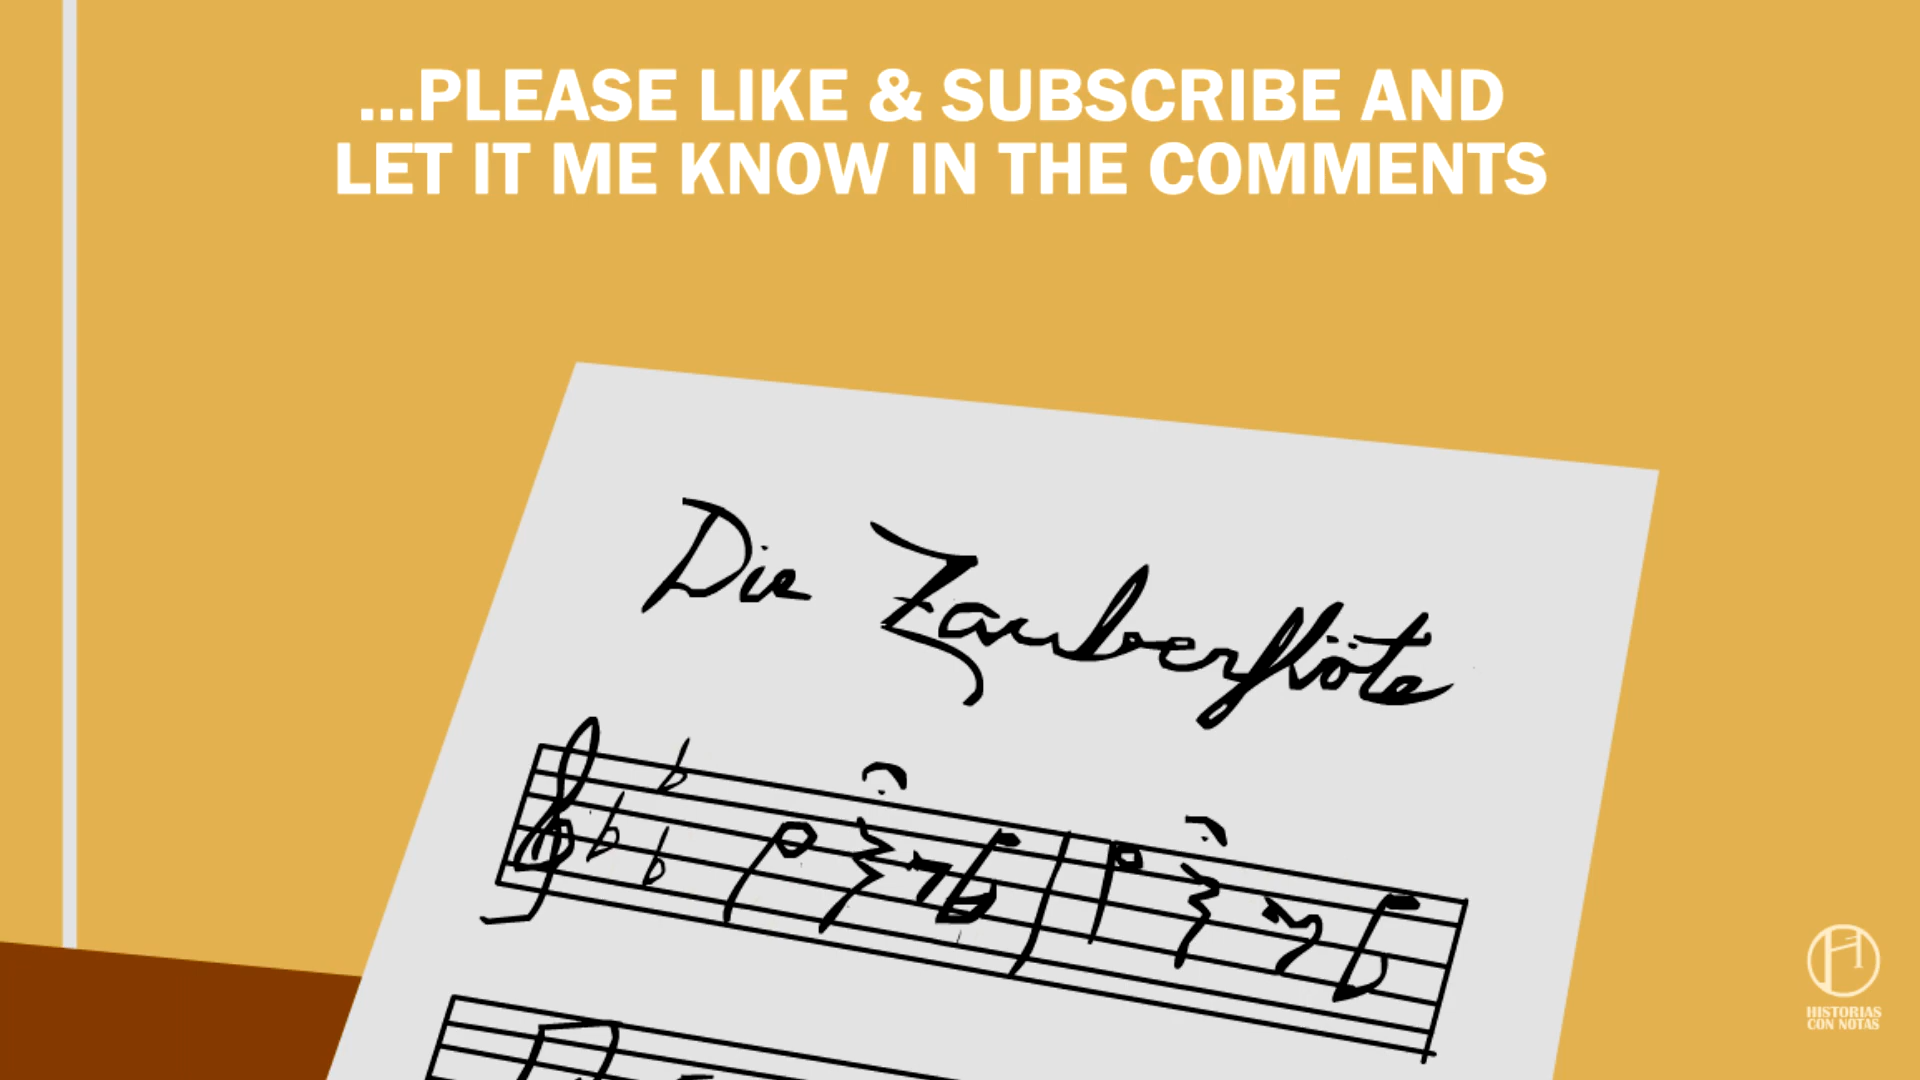 ...PLEASE LIKE & SUBSCRIBE AND
LET IT ME KNOW IN THE COMMENTS
Die Zauberflöte
HISTORIAS
CON NOTAS